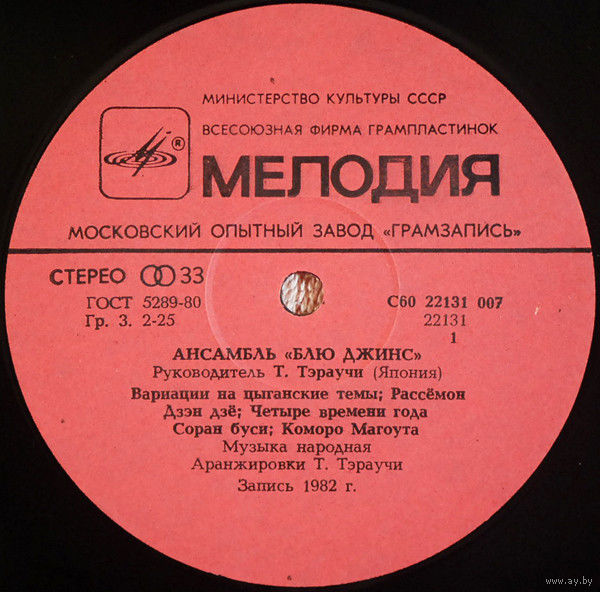 МИНИСТЕРСТВО КУЛЬТУРЫ СССР
ВСЕСОЮЗНАЯ ФИРМА ГРАМПЛАСТИНОК
®
МЕЛОДИЯ
МОСКОВСКИЙ ОПЫТНЫЙ ЗАВОД «ГРАМЗАПИСЬ»
СТЕРЕО 33
ГОСТ 5289-80
Гр. 3. 2-25
С60 22131 007
22131
1
АНСАМБЛЬ «БЛЮ ДЖИНС»
Руководитель Т. Тэраучи (Япония)
Вариации на цыганские темы; Рассёмон
Дзэн дзё; Четыре времени года
Соран буси; Коморо Магоута
Музыка народная
Аранжировки Т. Тэраучи
Запись 1982 г.
www.ay.by